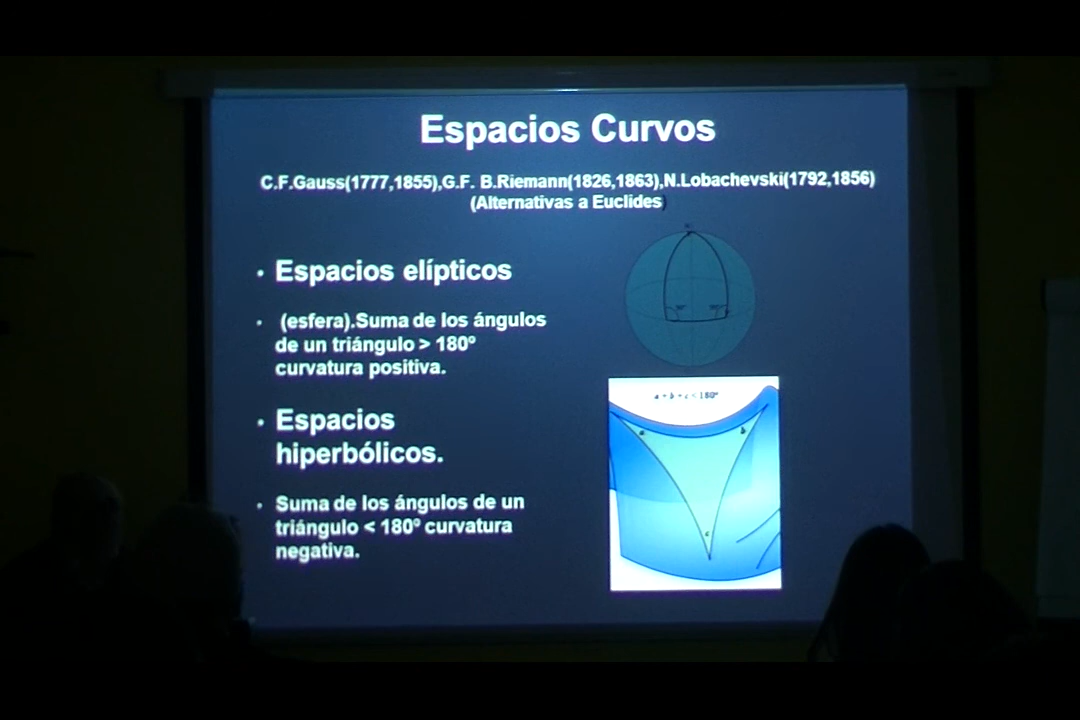 Espacios Curvos
C.F.Gauss(1777,1855),G.F. B.Riemann(1826,1863),N.Lobachevski(1792,1856)
(Alternativas a Euclides)
• Espacios elípticos
• (esfera).Suma de los ángulos
de un triángulo > 180º
curvatura positiva.
• Espacios
hiperbólicos.
• Suma de los ángulos de un
triángulo < 180º curvatura
negativa.
a + b + c < 180º
a
b
c